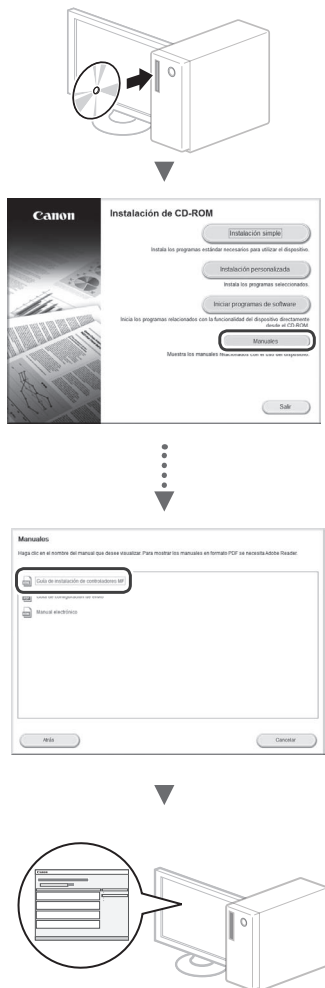 Canon
Instalación de CD-ROM
Instalación simple
Instala los programas estándar necesarios para utilizar el dispositivo.
Instalación personalizada
Instala los programas seleccionados.
Iniciar programas de software
Inicia los programas relacionados con la funcionalidad del dispositivo directamente
desde el CD-ROM.
Manuales
Muestra los manuales relacionados con el uso del dispositivo.
Salir
Manuales
Haga clic en el nombre del manual que desee visualizar. Para mostrar los manuales en formato PDF se necesita Adobe Reader.
Guía de instalación de controladores MF
Manual electrónico
Atrás
Cancelar
Canon